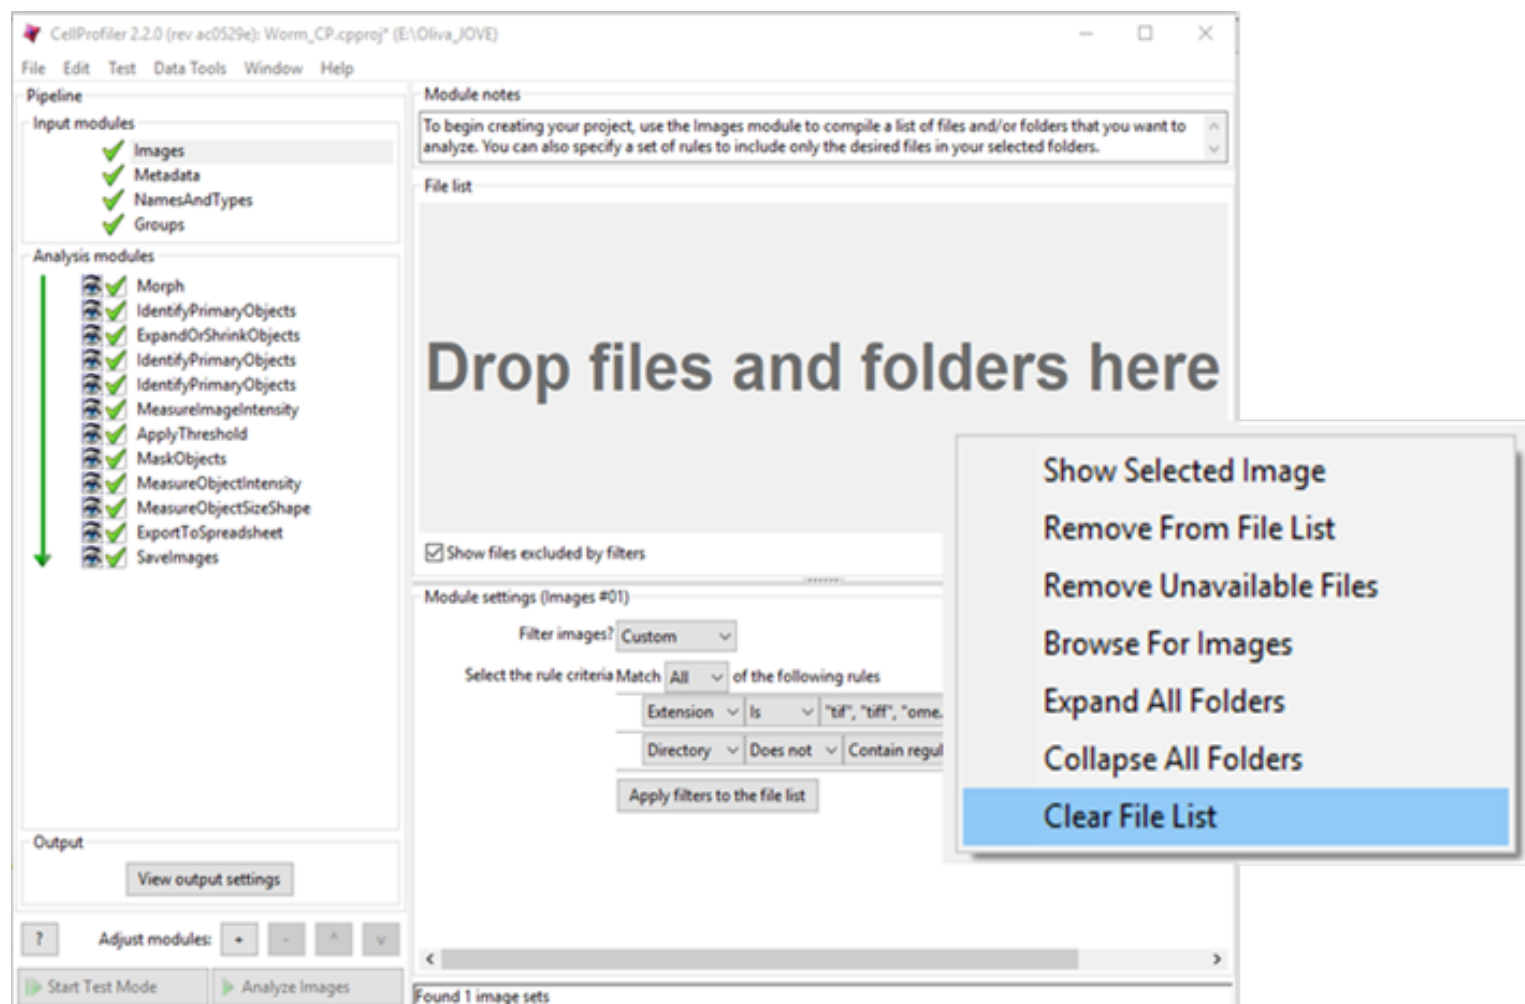 CellProfiler 2.2.0 (rev ac0529e): Worm_CP.cpproj* (E:\Oliva_JOVE)
File Edit Test Data Tools Window Help
Pipeline
Input modules
Images
Metadata
NamesAndTypes
Groups
Analysis modules
Morph
IdentifyPrimaryObjects
ExpandOrShrinkObjects
IdentifyPrimaryObjects
IdentifyPrimaryObjects
MeasureImageIntensity
ApplyThreshold
MaskObjects
MeasureObjectIntensity
MeasureObjectSizeShape
ExportToSpreadsheet
SaveImages
Output
View output settings
? Adjust modules: + - ^ v
Start Test Mode Analyze Images
Module notes
To begin creating your project, use the Images module to compile a list of files and/or folders that you want to
analyze. You can also specify a set of rules to include only the desired files in your selected folders.
File list
Drop files and folders here
Show files excluded by filters
Module settings (Images #01)
Filter images? Custom
Select the rule criteria Match All of the following rules
Extension Is "tif", "tiff", "ome.
Directory Does not Contain regul
Apply filters to the file list
Found 1 image sets
Show Selected Image
Remove From File List
Remove Unavailable Files
Browse For Images
Expand All Folders
Collapse All Folders
Clear File List